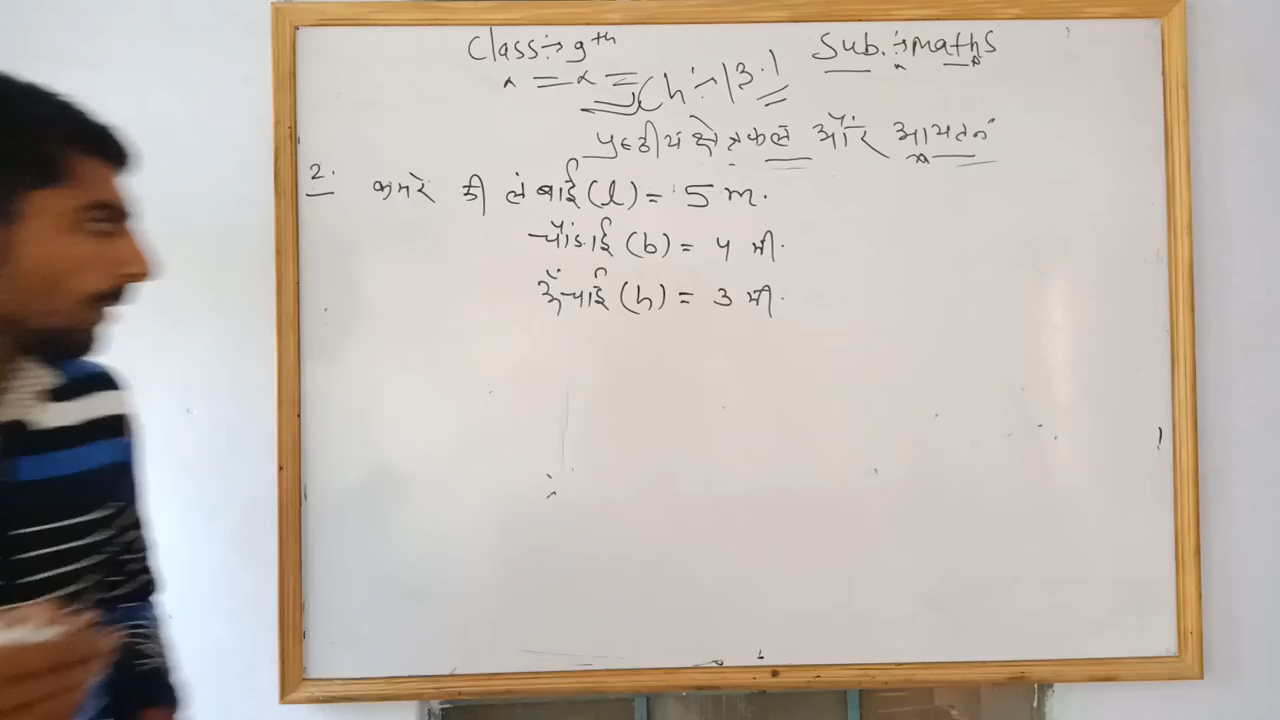 Class:→ 9th Sub.:→ maths
Ch:→ 13.1
पृष्ठीय क्षेत्रफल और आयतन
2. कमरे की लंबाई (l) = 5 m.
चौड़ाई (b) = 4 मी.
ऊँचाई (h) = 3 मी.